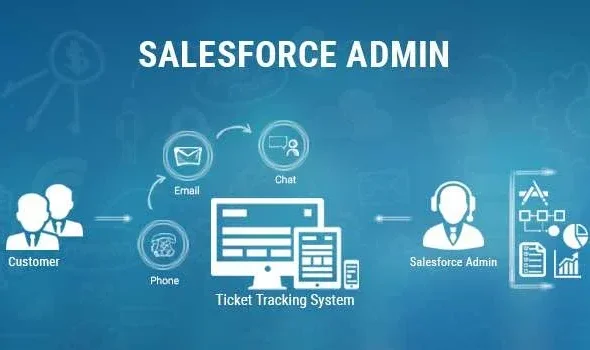 SALESFORCE ADMIN
Email
Chat
Customer
Phone
Ticket Tracking System
Salesforce Admin